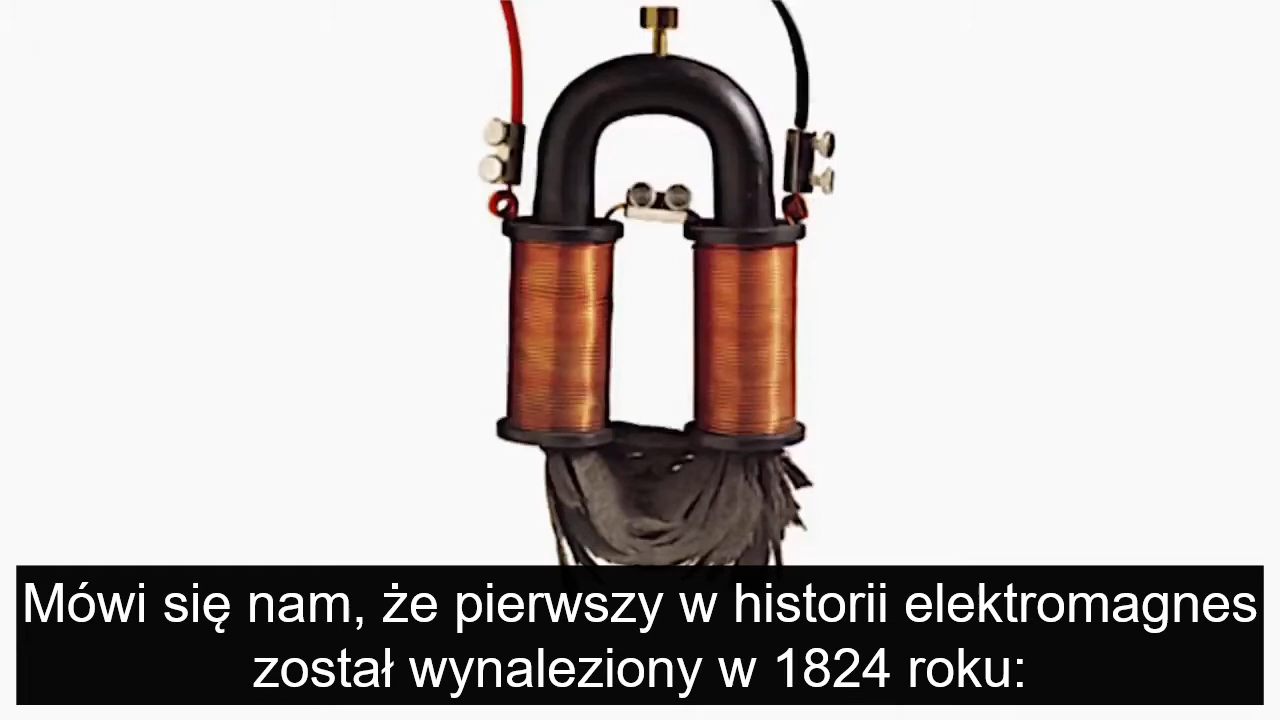 Mówi się nam, że pierwszy w historii elektromagnes
został wynaleziony w 1824 roku: